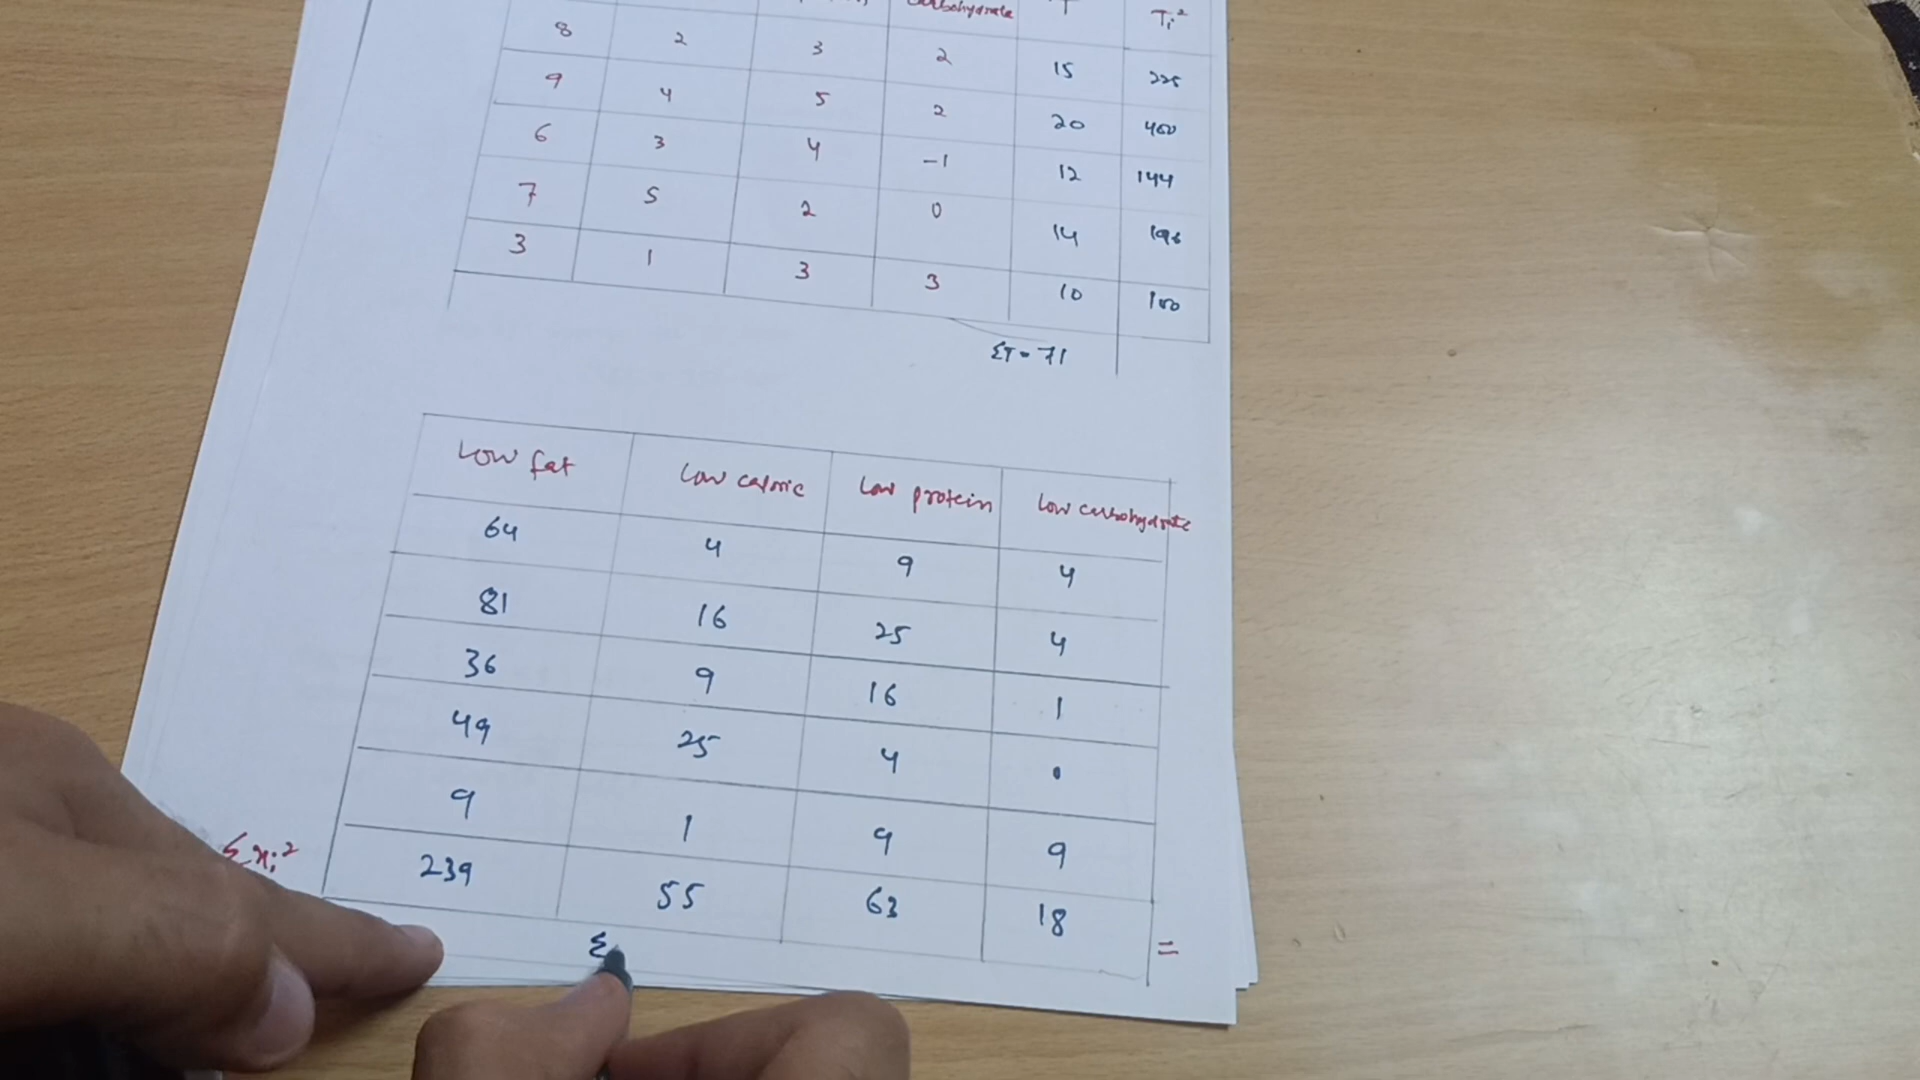 carbohydrate T Ti²
8 2 3 2 15 225
9 4 5 2 20 400
6 3 4 -1 12 144
7 5 2 0 14 196
3 1 3 3 10 100
ΣT = 71
Low fat Low calorie Low protein Low carbohydrate
64 4 9 4
81 16 25 4
36 9 16 1
49 25 4 0
9 1 9 9
Σxi² 239 55 63 18 =
Σ